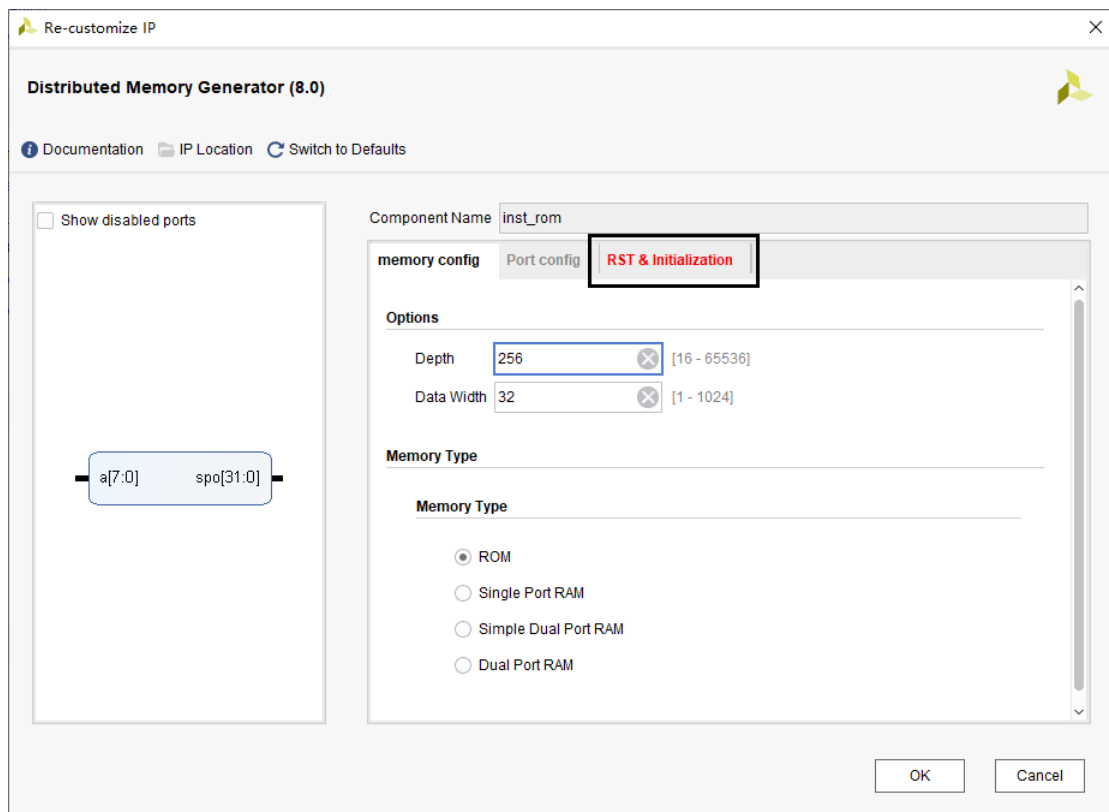 Re-customize IP
Distributed Memory Generator (8.0)
Documentation IP Location Switch to Defaults
Show disabled ports
a[7:0] spo[31:0]
Component Name inst_rom
memory config Port config RST & Initialization
Options
Depth 256 [16 - 65536]
Data Width 32 [1 - 1024]
Memory Type
Memory Type
ROM
Single Port RAM
Simple Dual Port RAM
Dual Port RAM
OK Cancel